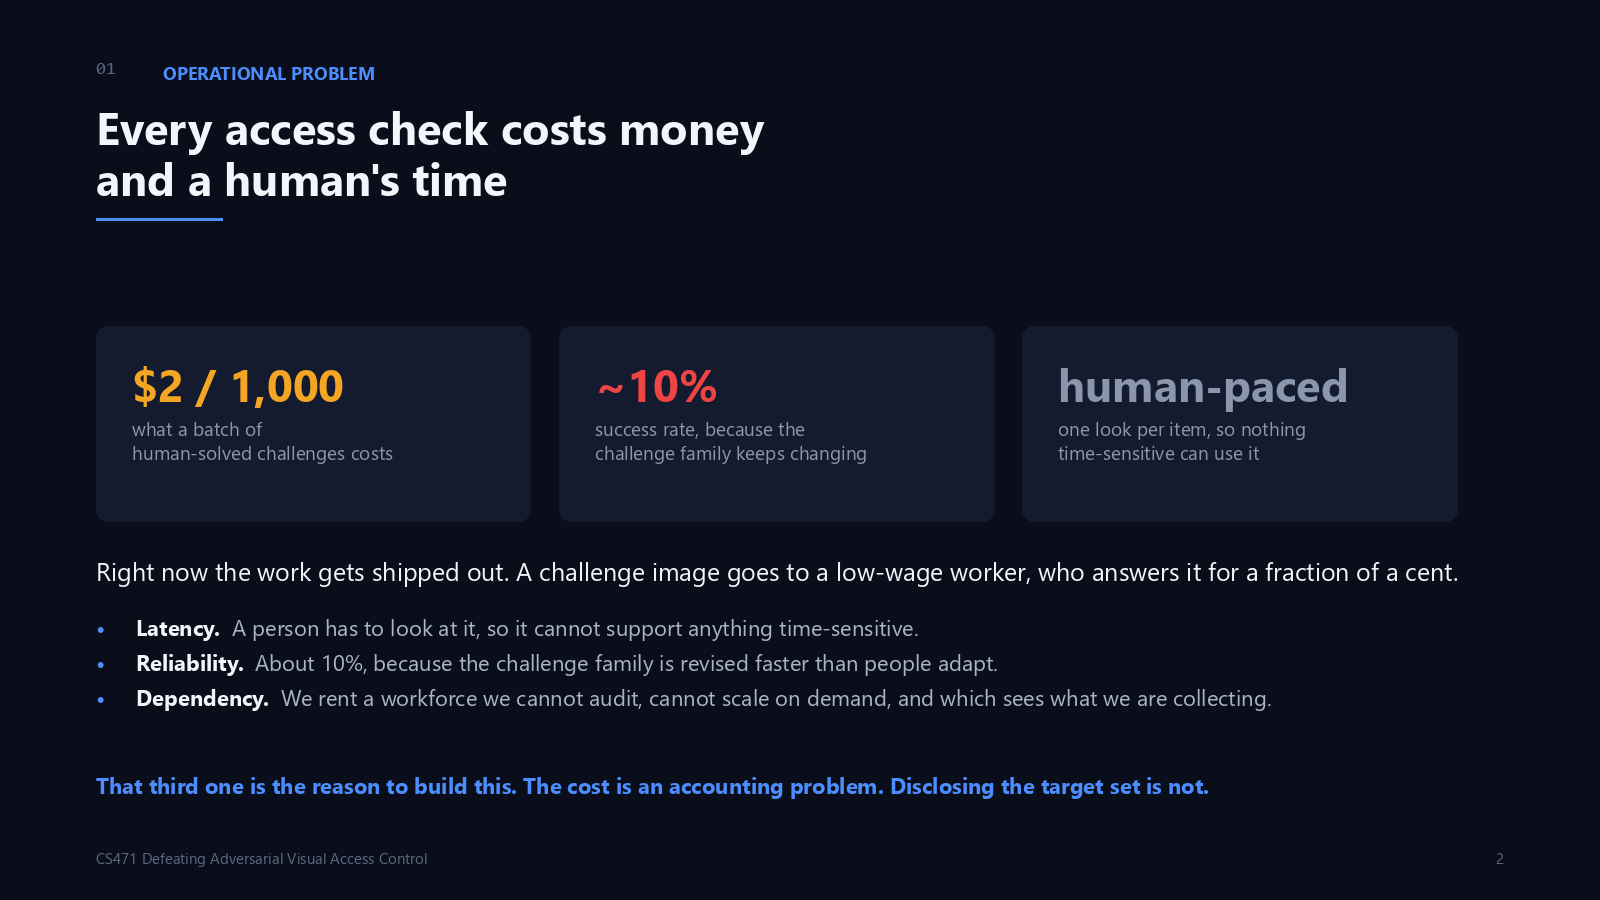 01
OPERATIONAL PROBLEM
Every access check costs money
and a human's time
$2 / 1,000
what a batch of
human-solved challenges costs
~10%
success rate, because the
challenge family keeps changing
human-paced
one look per item, so nothing
time-sensitive can use it
Right now the work gets shipped out. A challenge image goes to a low-wage worker, who answers it for a fraction of a cent.
• Latency. A person has to look at it, so it cannot support anything time-sensitive.
• Reliability. About 10%, because the challenge family is revised faster than people adapt.
• Dependency. We rent a workforce we cannot audit, cannot scale on demand, and which sees what we are collecting.
That third one is the reason to build this. The cost is an accounting problem. Disclosing the target set is not.
CS471 Defeating Adversarial Visual Access Control
2